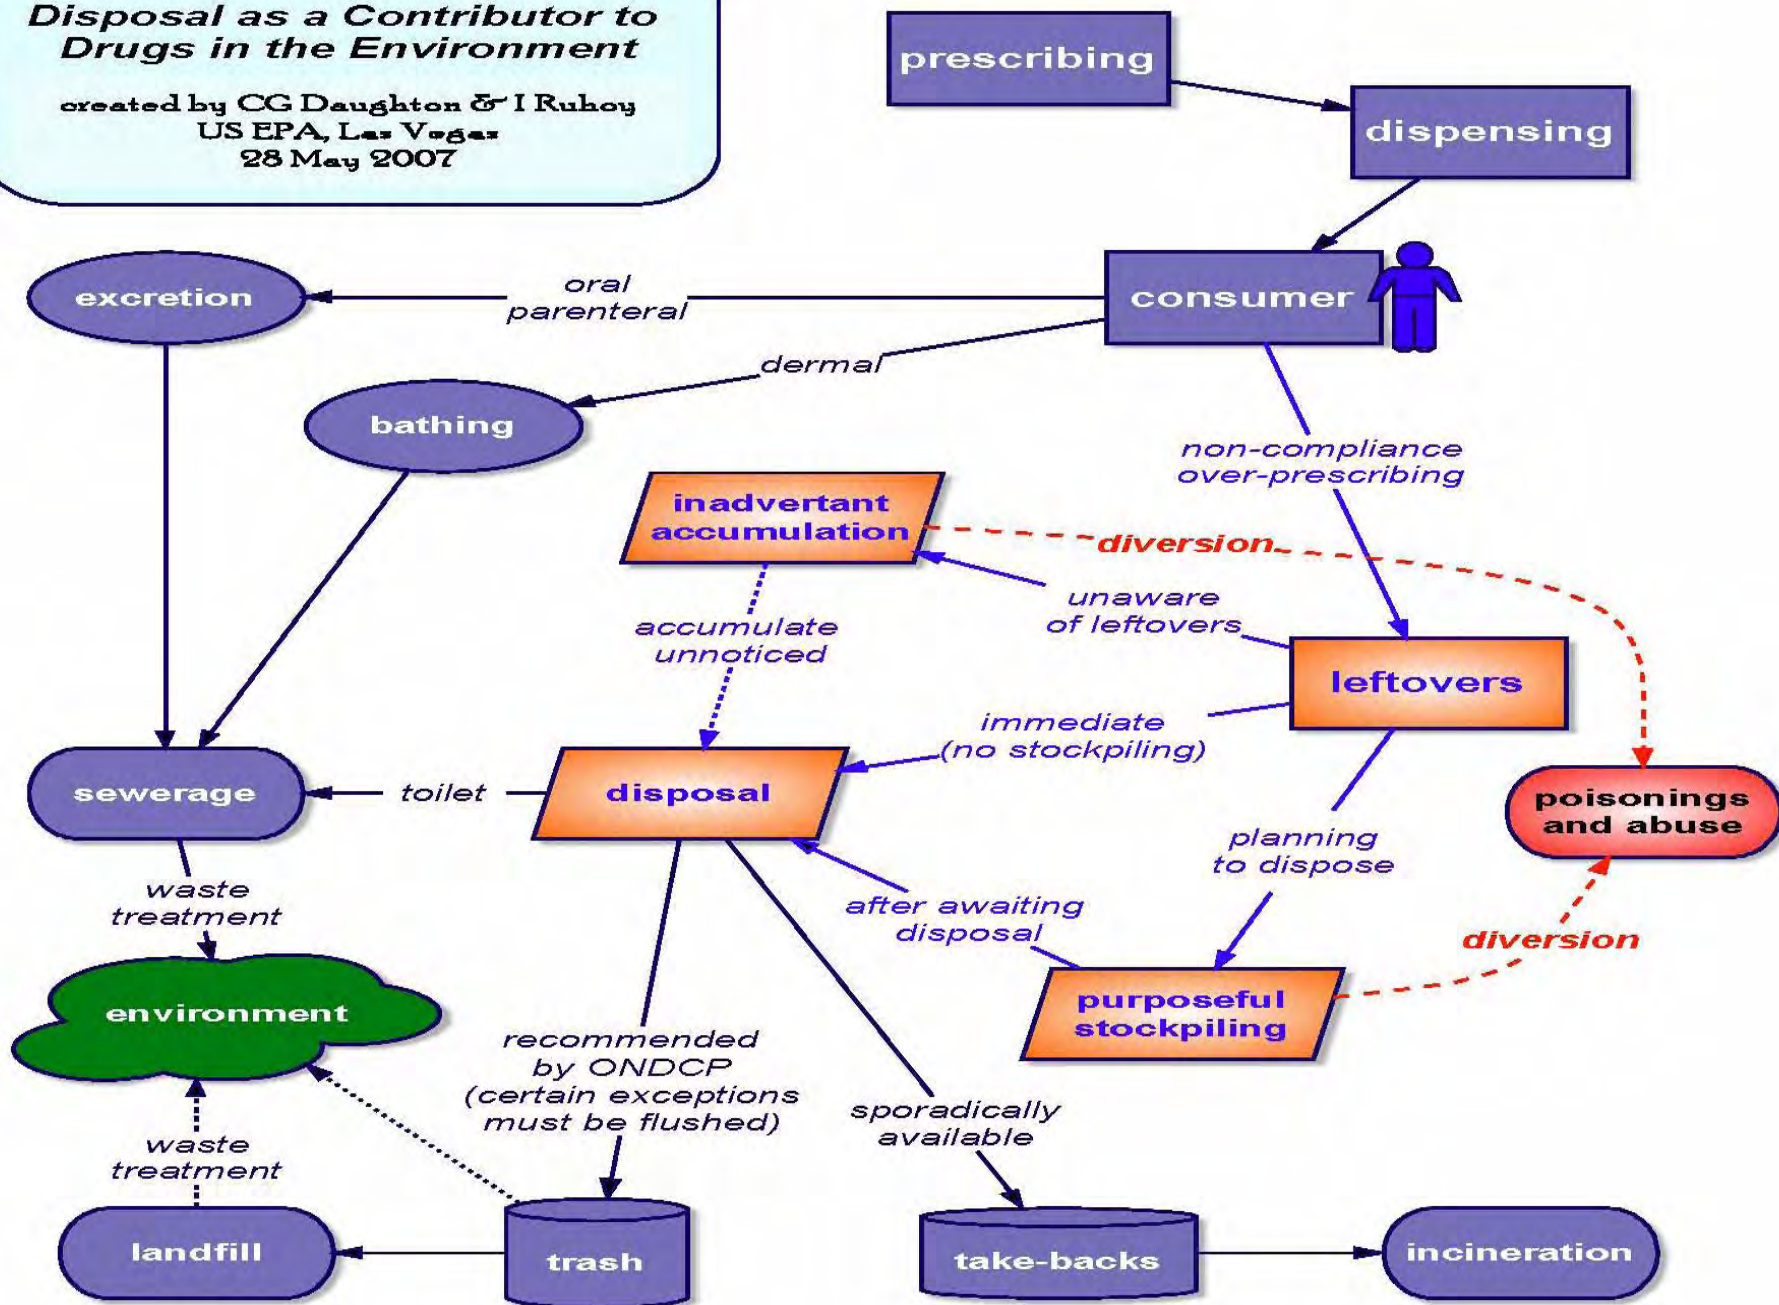 Disposal as a Contributor to
Drugs in the Environment
created by CG Daughton & I Ruhoy
US EPA, Las Vegas
28 May 2007
prescribing
dispensing
consumer
oral
parenteral
excretion
dermal
bathing
non-compliance
over-prescribing
inadvertant
accumulation
diversion
unaware
of leftovers
accumulate
unnoticed
leftovers
immediate
(no stockpiling)
disposal
toilet
sewerage
poisonings
and abuse
planning
to dispose
after awaiting
disposal
diversion
waste
treatment
purposeful
stockpiling
environment
recommended
by ONDCP
(certain exceptions
must be flushed)
sporadically
available
waste
treatment
landfill
trash
take-backs
incineration